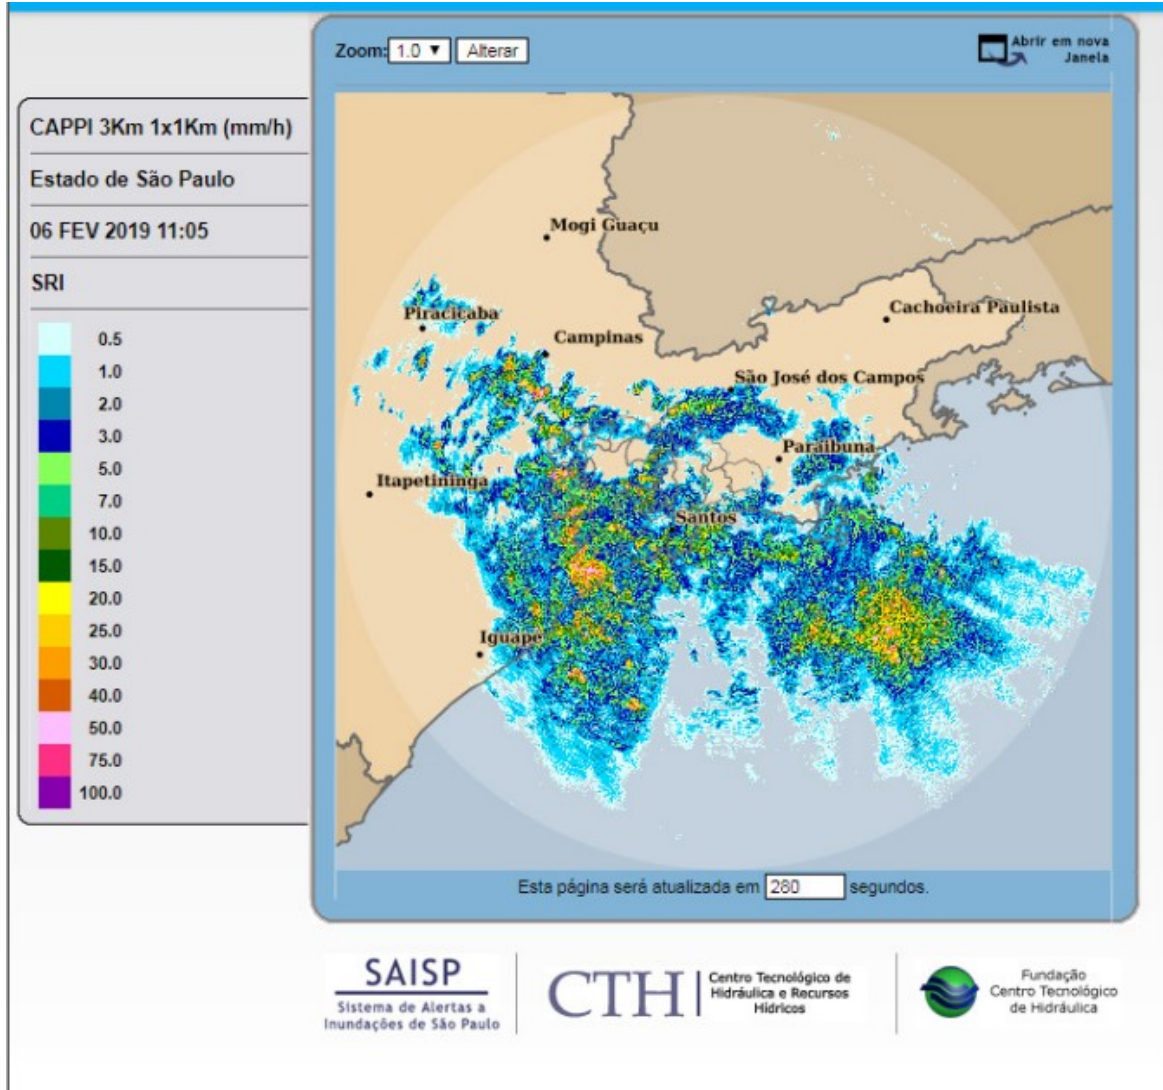 Zoom: 1.0 ▼ Alterar
Abrir em nova
Janela
CAPPI 3Km 1x1Km (mm/h)
Estado de São Paulo
06 FEV 2019 11:05
SRI
0.5
1.0
2.0
3.0
5.0
7.0
10.0
15.0
20.0
25.0
30.0
40.0
50.0
75.0
100.0
Mogi Guaçu
Cachoeira Paulista
Piracicaba
Campinas
São José dos Campos
Paraibuna
Itapetininga
Santos
Iguape
Esta página será atualizada em 280 segundos.
SAISP
Sistema de Alertas a
Inundações de São Paulo
CTH
Centro Tecnológico de
Hidráulica e Recursos
Hídricos
Fundação
Centro Tecnológico
de Hidráulica